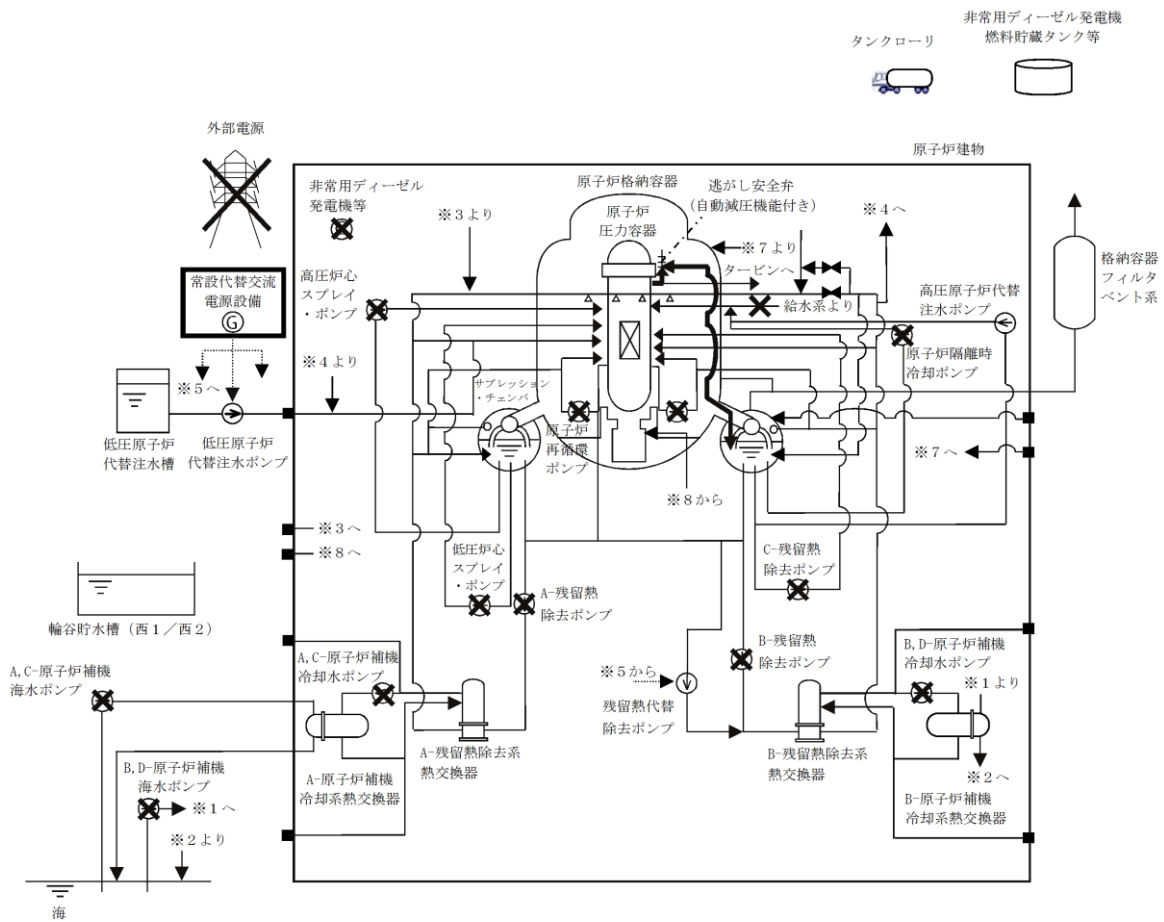 タンクローリ
非常用ディーゼル発電機
燃料貯蔵タンク等
外部電源
原子炉建物
非常用ディーゼル
発電機等
原子炉格納容器
逃がし安全弁
(自動減圧機能付き)
※３より
原子炉
圧力容器
※４へ
※７より
タービンへ
格納容器
フィルタ
ベント系
常設代替交流
電源設備
G
高圧炉心
スプレイ
・ポンプ
給水系より
高圧原子炉代替
注水ポンプ
原子炉隔離時
冷却ポンプ
※４より
※５へ
サプレッション
・チェンバ
低圧原子炉
代替注水槽
低圧原子炉
代替注水ポンプ
原子炉
再循環
ポンプ
※７へ
※８から
※３へ
※８へ
低圧炉心
スプレイ
・ポンプ
C-残留熱
除去ポンプ
A-残留熱
除去ポンプ
輪谷貯水槽（西１／西２）
A,C-原子炉補機
海水ポンプ
A,C-原子炉補機
冷却水ポンプ
※５から
B-残留熱
除去ポンプ
B,D-原子炉補機
冷却水ポンプ
※１より
残留熱代替
除去ポンプ
A-残留熱除去系
熱交換器
B-残留熱除去系
熱交換器
※２へ
B,D-原子炉補機
海水ポンプ
A-原子炉補機
冷却系熱交換器
B-原子炉補機
冷却系熱交換器
※１へ
※２より
海